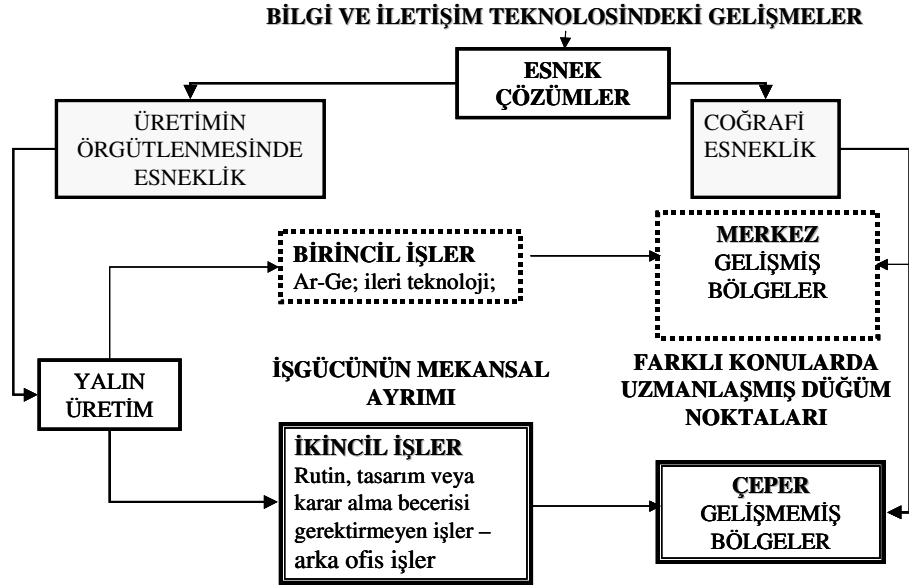 BİLGİ VE İLETİŞİM TEKNOLOSİNDEKİ GELİŞMELER
ESNEK
ÇÖZÜMLER
ÜRETİMİN
ÖRGÜTLENMESİNDE
ESNEKLİK
COĞRAFİ
ESNEKLİK
BİRİNCİL İŞLER
Ar-Ge; ileri teknoloji;
MERKEZ
GELİŞMİŞ
BÖLGELER
YALIN
ÜRETİM
İŞGÜCÜNÜN MEKANSAL
AYRIMI
FARKLI KONULARDA
UZMANLAŞMIŞ DÜĞÜM
NOKTALARI
İKİNCİL İŞLER
Rutin, tasarım veya
karar alma becerisi
gerektirmeyen işler –
arka ofis işler
ÇEPER
GELİŞMEMİŞ
BÖLGELER